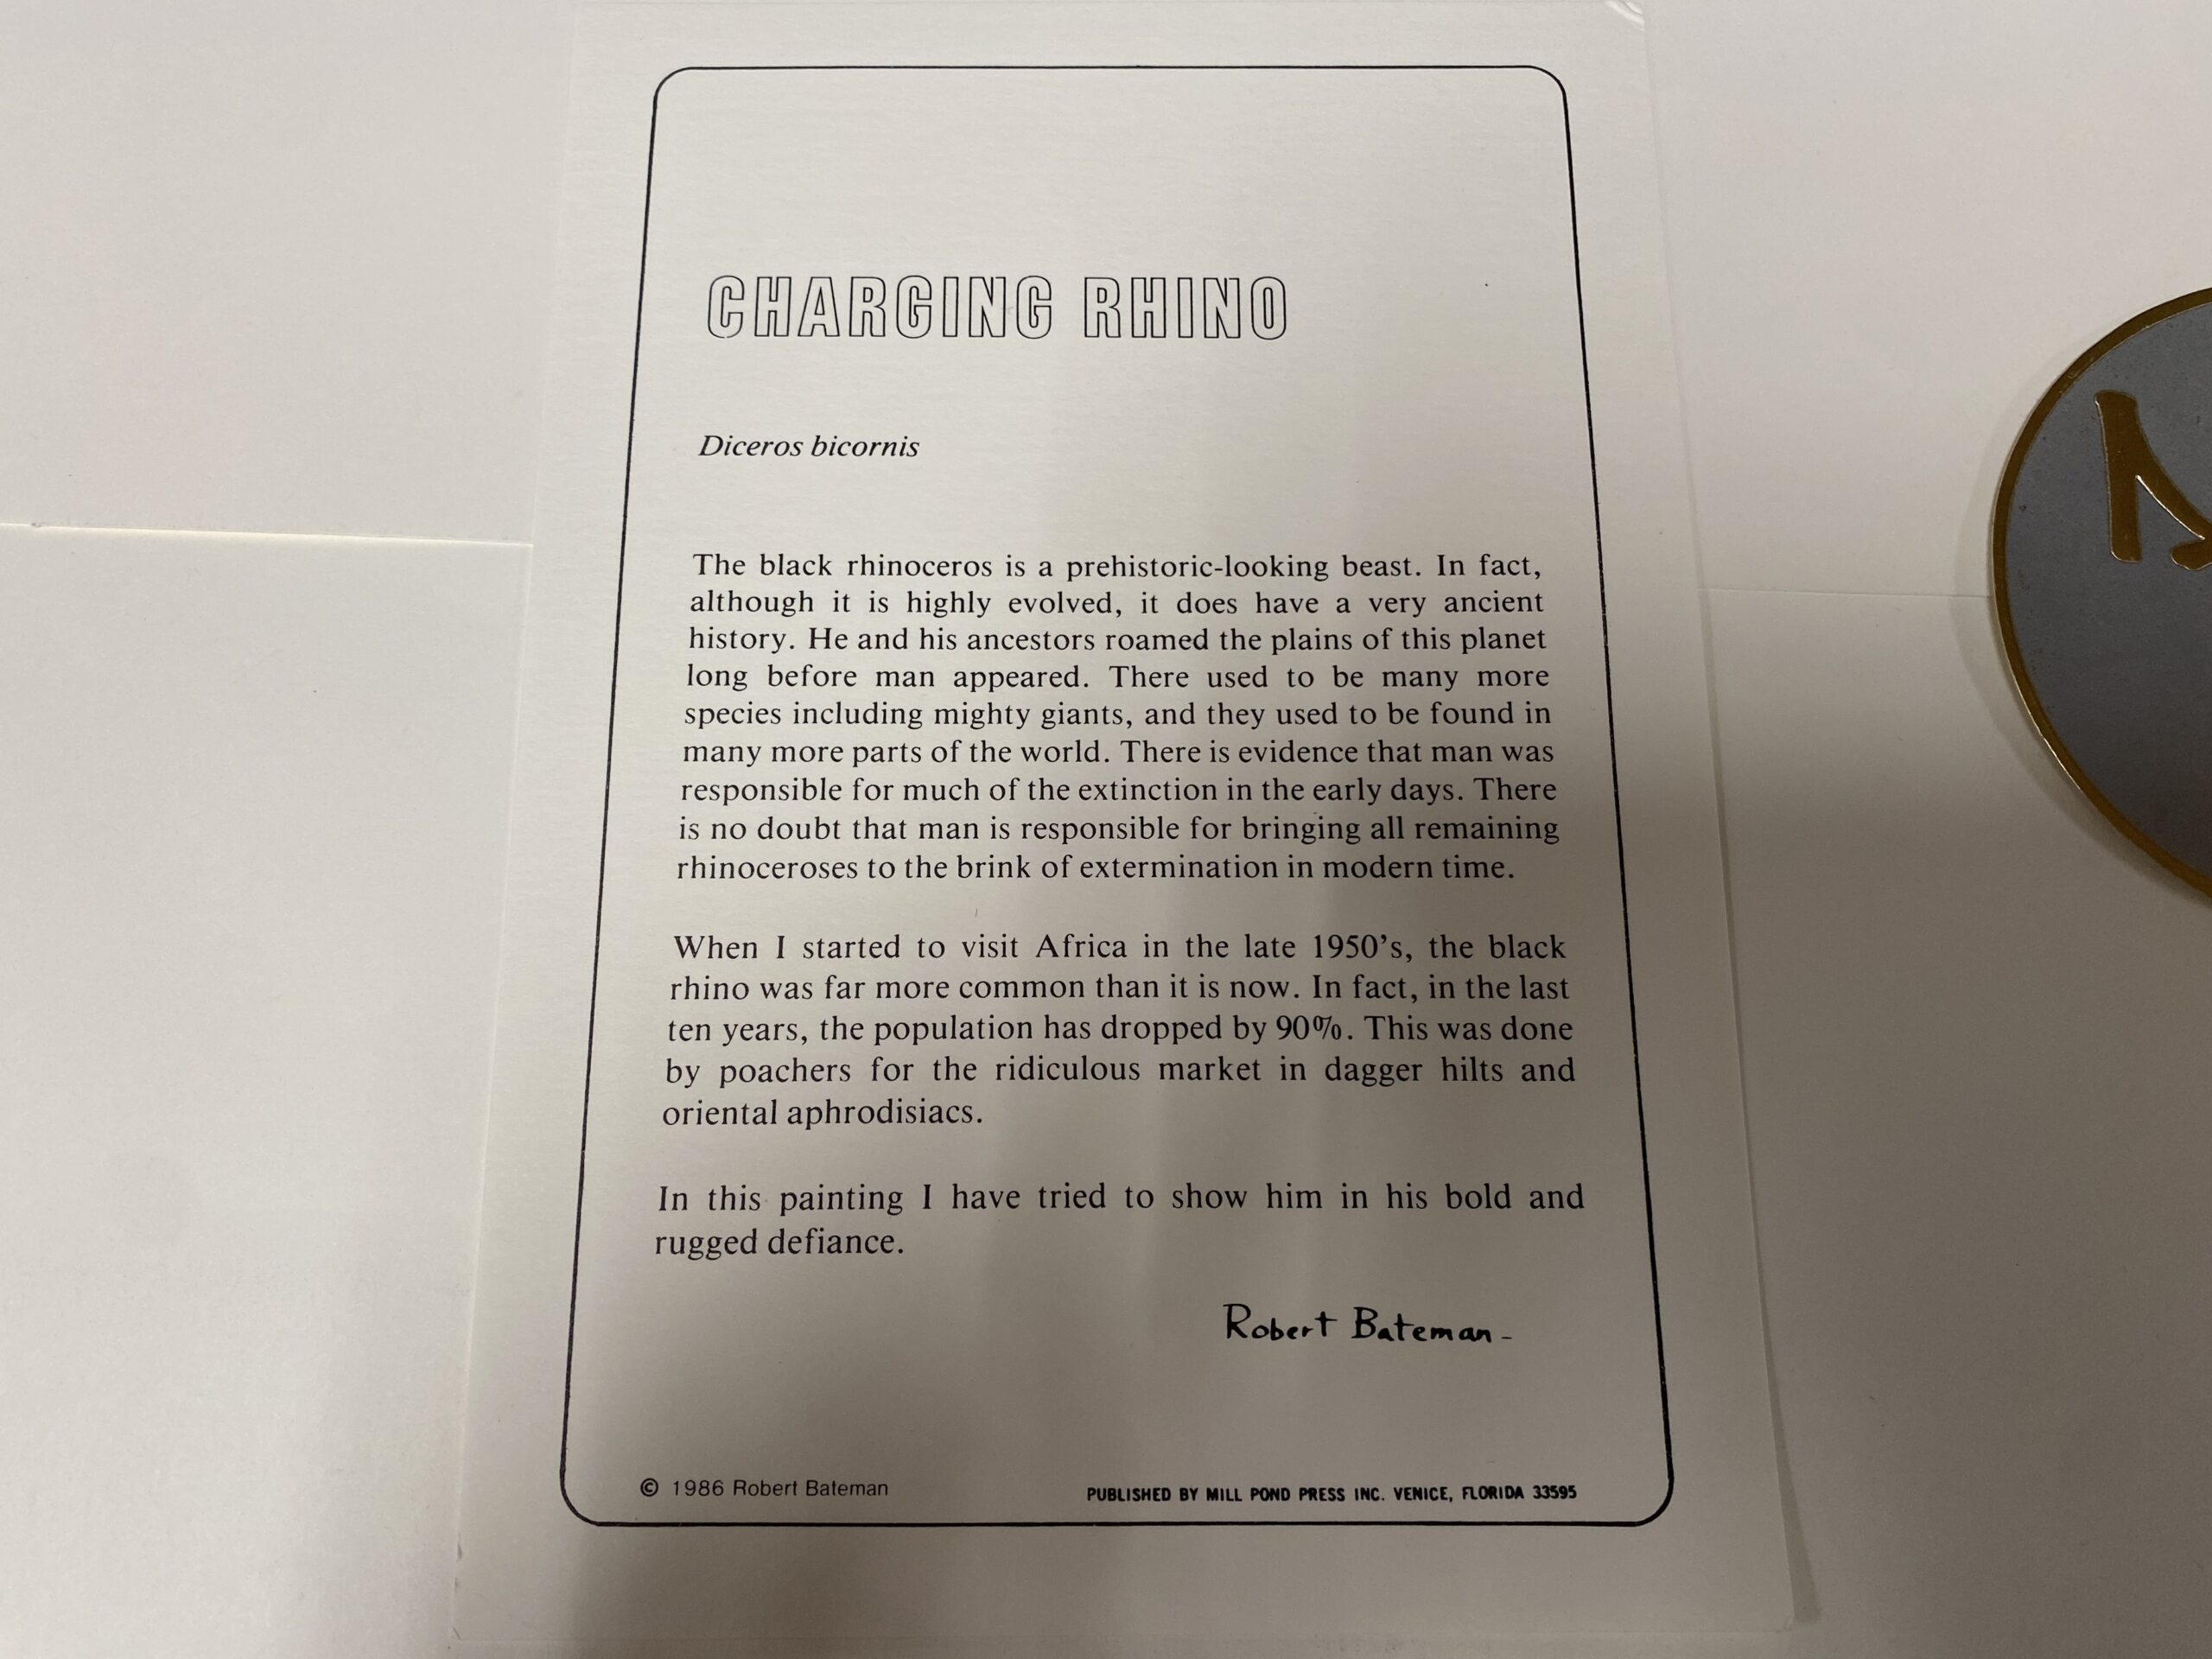 CHARGING RHINO
Diceros bicornis
The black rhinoceros is a prehistoric-looking beast. In fact,
although it is highly evolved, it does have a very ancient
history. He and his ancestors roamed the plains of this planet
long before man appeared. There used to be many more
species including mighty giants, and they used to be found in
many more parts of the world. There is evidence that man was
responsible for much of the extinction in the early days. There
is no doubt that man is responsible for bringing all remaining
rhinoceroses to the brink of extermination in modern time.
When I started to visit Africa in the late 1950's, the black
rhino was far more common than it is now. In fact, in the last
ten years, the population has dropped by 90%. This was done
by poachers for the ridiculous market in dagger hilts and
oriental aphrodisiacs.
In this painting I have tried to show him in his bold and
rugged defiance.
Robert Bateman-
© 1986 Robert Bateman
PUBLISHED BY MILL POND PRESS INC. VENICE, FLORIDA 33595